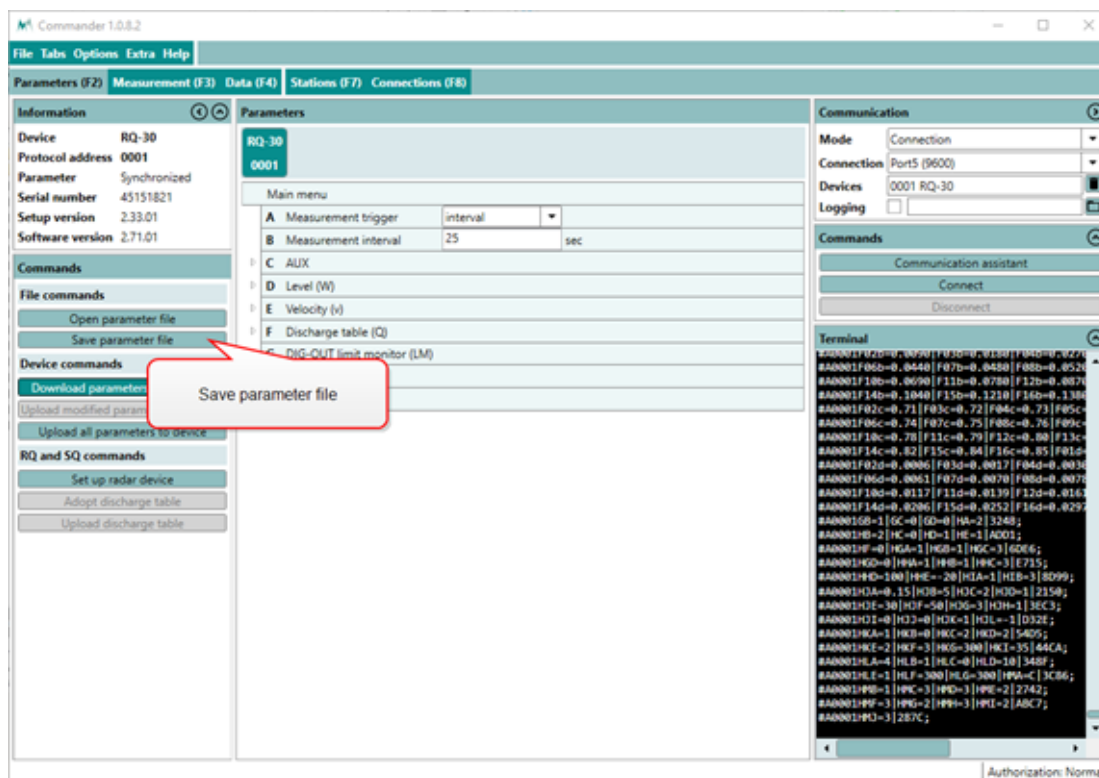 Commander 1.0.8.2
File Tabs Options Extra Help
Parameters (F2) Measurement (F3) Data (F4) Stations (F7) Connections (F8)
Information
Device RQ-30
Protocol address 0001
Parameter Synchronized
Serial number 45151821
Setup version 2.33.01
Software version 2.71.01
Commands
File commands
Open parameter file
Save parameter file
Device commands
Download parameters
Upload modified param
Upload all parameters to device
RQ and SQ commands
Set up radar device
Adopt discharge table
Upload discharge table
Parameters
RQ-30
0001
Main menu
A Measurement trigger interval
B Measurement interval 25 sec
C AUX
D Level (W)
E Velocity (v)
F Discharge table (Q)
DIG-OUT limit monitor (LM)
Save parameter file
Communication
Mode Connection
Connection Port5 (9600)
Devices 0001 RQ-30
Logging
Commands
Communication assistant
Connect
Disconnect
Terminal
#A0001F02b=0.0090|F03b=0.0180|F04b=0.0270
#A0001F06b=0.0440|F07b=0.0480|F08b=0.0520
#A0001F10b=0.0690|F11b=0.0780|F12b=0.0870
#A0001F14b=0.1040|F15b=0.1210|F16b=0.1380
#A0001F02c=0.71|F03c=0.72|F04c=0.73|F05c=
#A0001F06c=0.74|F07c=0.75|F08c=0.76|F09c=
#A0001F10c=0.78|F11c=0.79|F12c=0.80|F13c=
#A0001F14c=0.82|F15c=0.84|F16c=0.85|F01d=
#A0001F02d=0.0006|F03d=0.0017|F04d=0.0030
#A0001F06d=0.0061|F07d=0.0070|F08d=0.0078
#A0001F10d=0.0117|F11d=0.0139|F12d=0.0161
#A0001F14d=0.0206|F15d=0.0252|F16d=0.0297
#A0001GB=1|GC=0|GD=0|HA=2|3248;
#A0001HB=2|HC=0|HD=1|HE=1|ADD1;
#A0001HF=0|HGA=1|HGB=1|HGC=3|6DE6;
#A0001HGD=0|HHA=1|HHB=1|HHC=3|E715;
#A0001HHD=100|HHE=-20|HIA=1|HIB=3|8D99;
#A0001HJA=0.15|HJB=5|HJC=2|HJD=1|2150;
#A0001HJE=30|HJF=50|HJG=3|HJH=1|3EC3;
#A0001HJI=0|HJJ=0|HJK=1|HJL=-1|D32E;
#A0001HKA=1|HKB=0|HKC=2|HKD=2|54D5;
#A0001HKE=2|HKF=3|HKG=300|HKI=35|44CA;
#A0001HLA=4|HLB=1|HLC=0|HLD=10|348F;
#A0001HLE=1|HLF=300|HLG=300|HMA=C|3C86;
#A0001HMB=1|HMC=3|HMD=3|HME=2|2742;
#A0001HMF=3|HMG=2|HMH=3|HMI=2|ABC7;
#A0001HMJ=3|287C;
Authorization: Norma